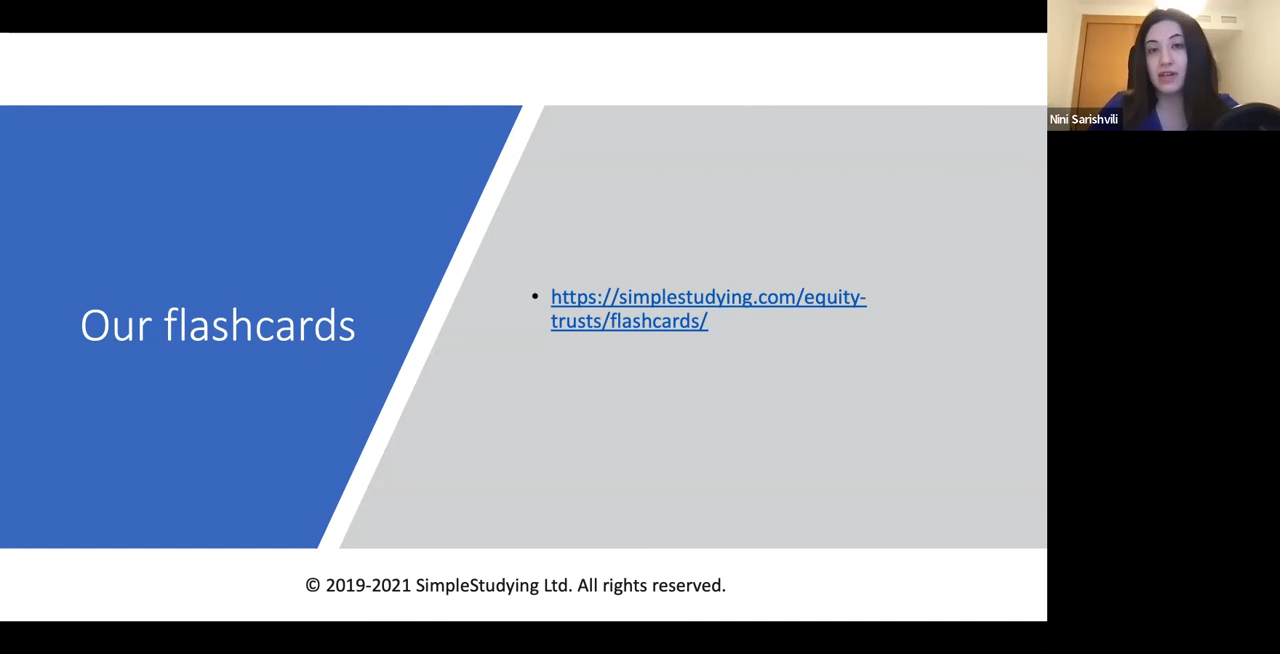 Nini Sarishvili
Our flashcards
• https://simplestudying.com/equity-
trusts/flashcards/
© 2019-2021 SimpleStudying Ltd. All rights reserved.